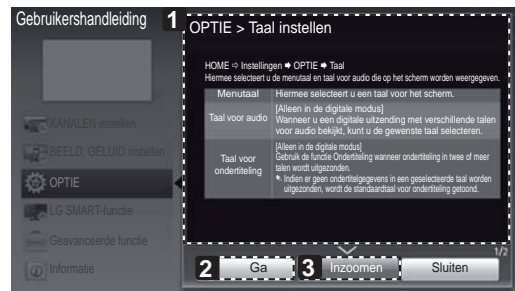 Gebruikershandleiding
1
OPTIE > Taal instellen
HOME ⇨ Instellingen ➡ OPTIE ➡ Taal
Hiermee selecteert u de menutaal en taal voor audio die op het scherm worden weergegeven.
Menutaal
Hiermee selecteert u een taal voor het scherm.
Taal voor audio
[Alleen in de digitale modus]
Wanneer u een digitale uitzending met verschillende talen
voor audio bekijkt, kunt u de gewenste taal selecteren.
Taal voor
ondertiteling
[Alleen in de digitale modus]
Gebruik de functie Ondertiteling wanneer ondertiteling in twee of meer
talen wordt uitgezonden.
Indien er geen ondertitelgegevens in een geselecteerde taal worden
uitgezonden, wordt de standaardtaal voor ondertiteling getoond.
KANALEN instellen
BEELD, GELUID instellen
OPTIE
LG SMART-functie
Geavanceerde functie
Informatie
1/2
2
Ga
3
Inzoomen
Sluiten